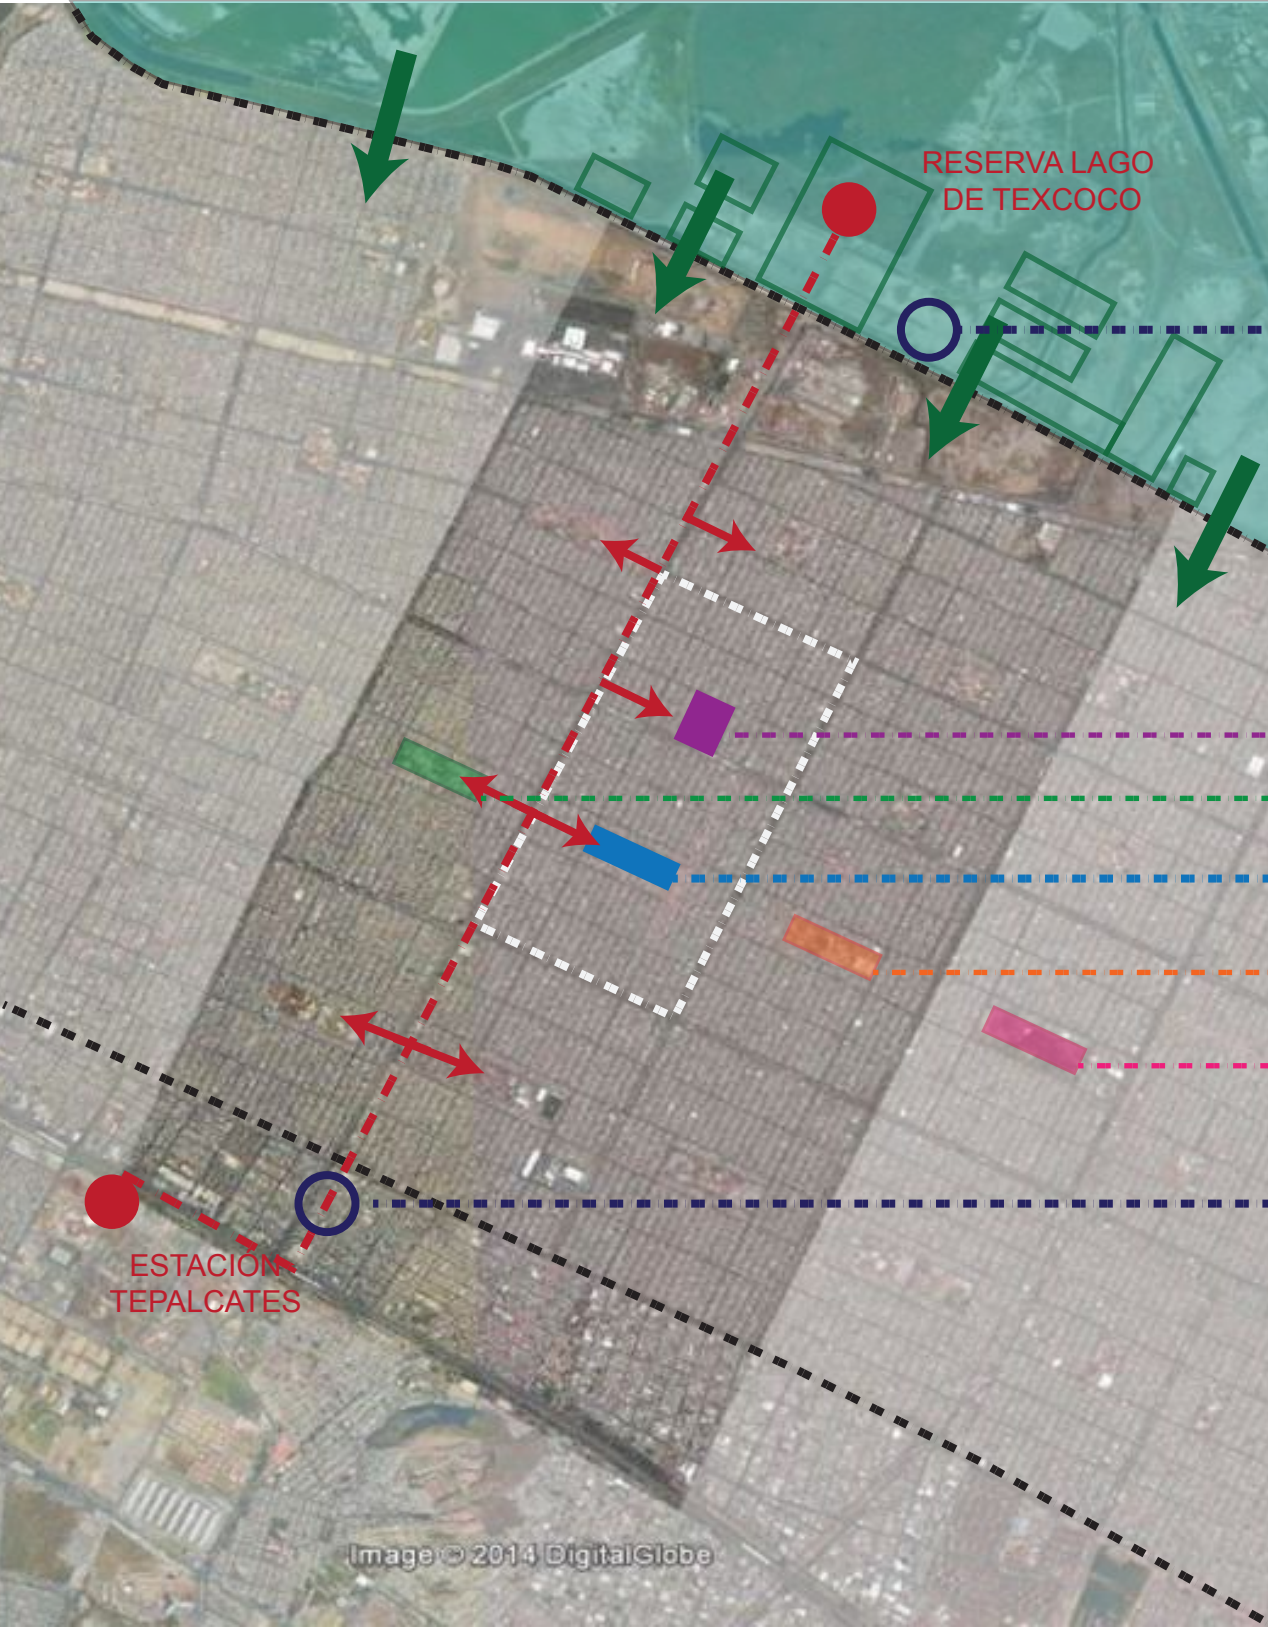 RESERVA LAGO
DE TEXCOCO
ESTACIÓN
TEPALCATES
Image © 2014 DigitalGlobe